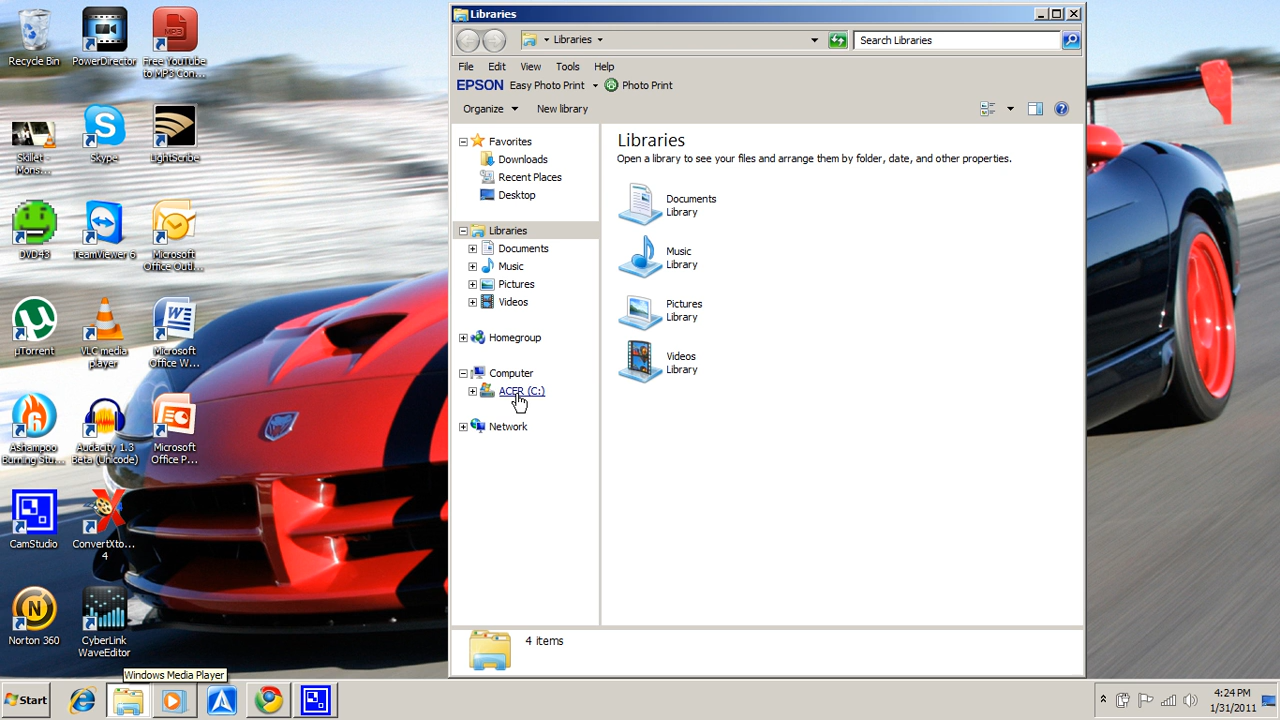 Recycle Bin
PowerDirector
Free YouTube
to MP3 Con...
Skillet -
Mons...
Skype
LightScribe
DVD43
TeamViewer 6
Microsoft
Office Outl...
µTorrent
VLC media
player
Microsoft
Office W...
Ashampoo
Burning Stu...
Audacity 1.3
Beta (Unicode)
Microsoft
Office P...
CamStudio
ConvertXto...
4
Norton 360
CyberLink
WaveEditor
Libraries
Libraries
Search Libraries
File Edit View Tools Help
EPSON Easy Photo Print Photo Print
Organize New library
Favorites
Downloads
Recent Places
Desktop
Libraries
Documents
Music
Pictures
Videos
Homegroup
Computer
ACER (C:)
Network
Libraries
Open a library to see your files and arrange them by folder, date, and other properties.
Documents
Library
Music
Library
Pictures
Library
Videos
Library
4 items
Windows Media Player
Start
4:24 PM
1/31/2011